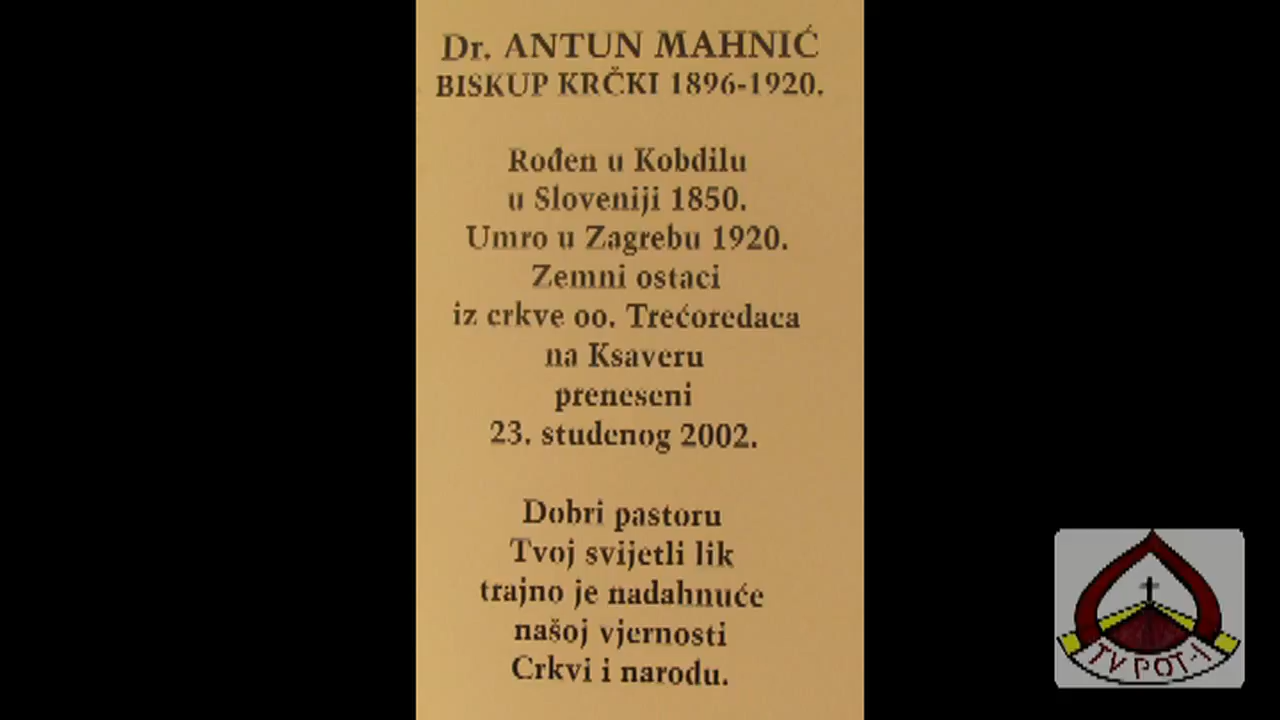 Dr. ANTUN MAHNIĆ
BISKUP KRČKI 1896-1920.
Rođen u Kobdilu
u Sloveniji 1850.
Umro u Zagrebu 1920.
Zemni ostaci
iz crkve oo. Trećoredaca
na Ksaveru
preneseni
23. studenog 2002.
Dobri pastoru
Tvoj svijetli lik
trajno je nadahnuće
našoj vjernosti
Crkvi i narodu.
TV POT-I